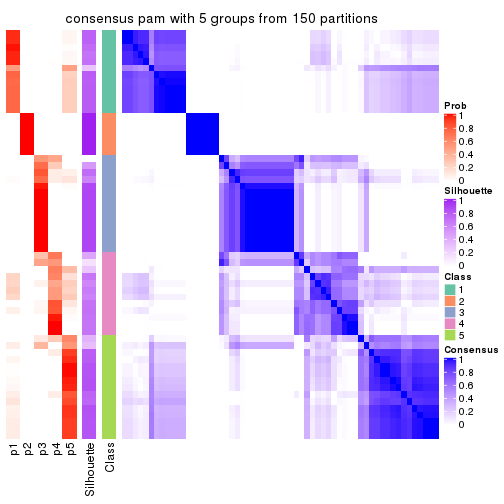 consensus pam with 5 groups from 150 partitions
Prob
1
0.8
0.6
0.4
0.2
0
Silhouette
1
0.8
0.6
0.4
0.2
0
Class
1
2
3
4
5
Consensus
1
0.8
0.6
0.4
0.2
0
p1
p2
p3
p4
p5
Silhouette
Class